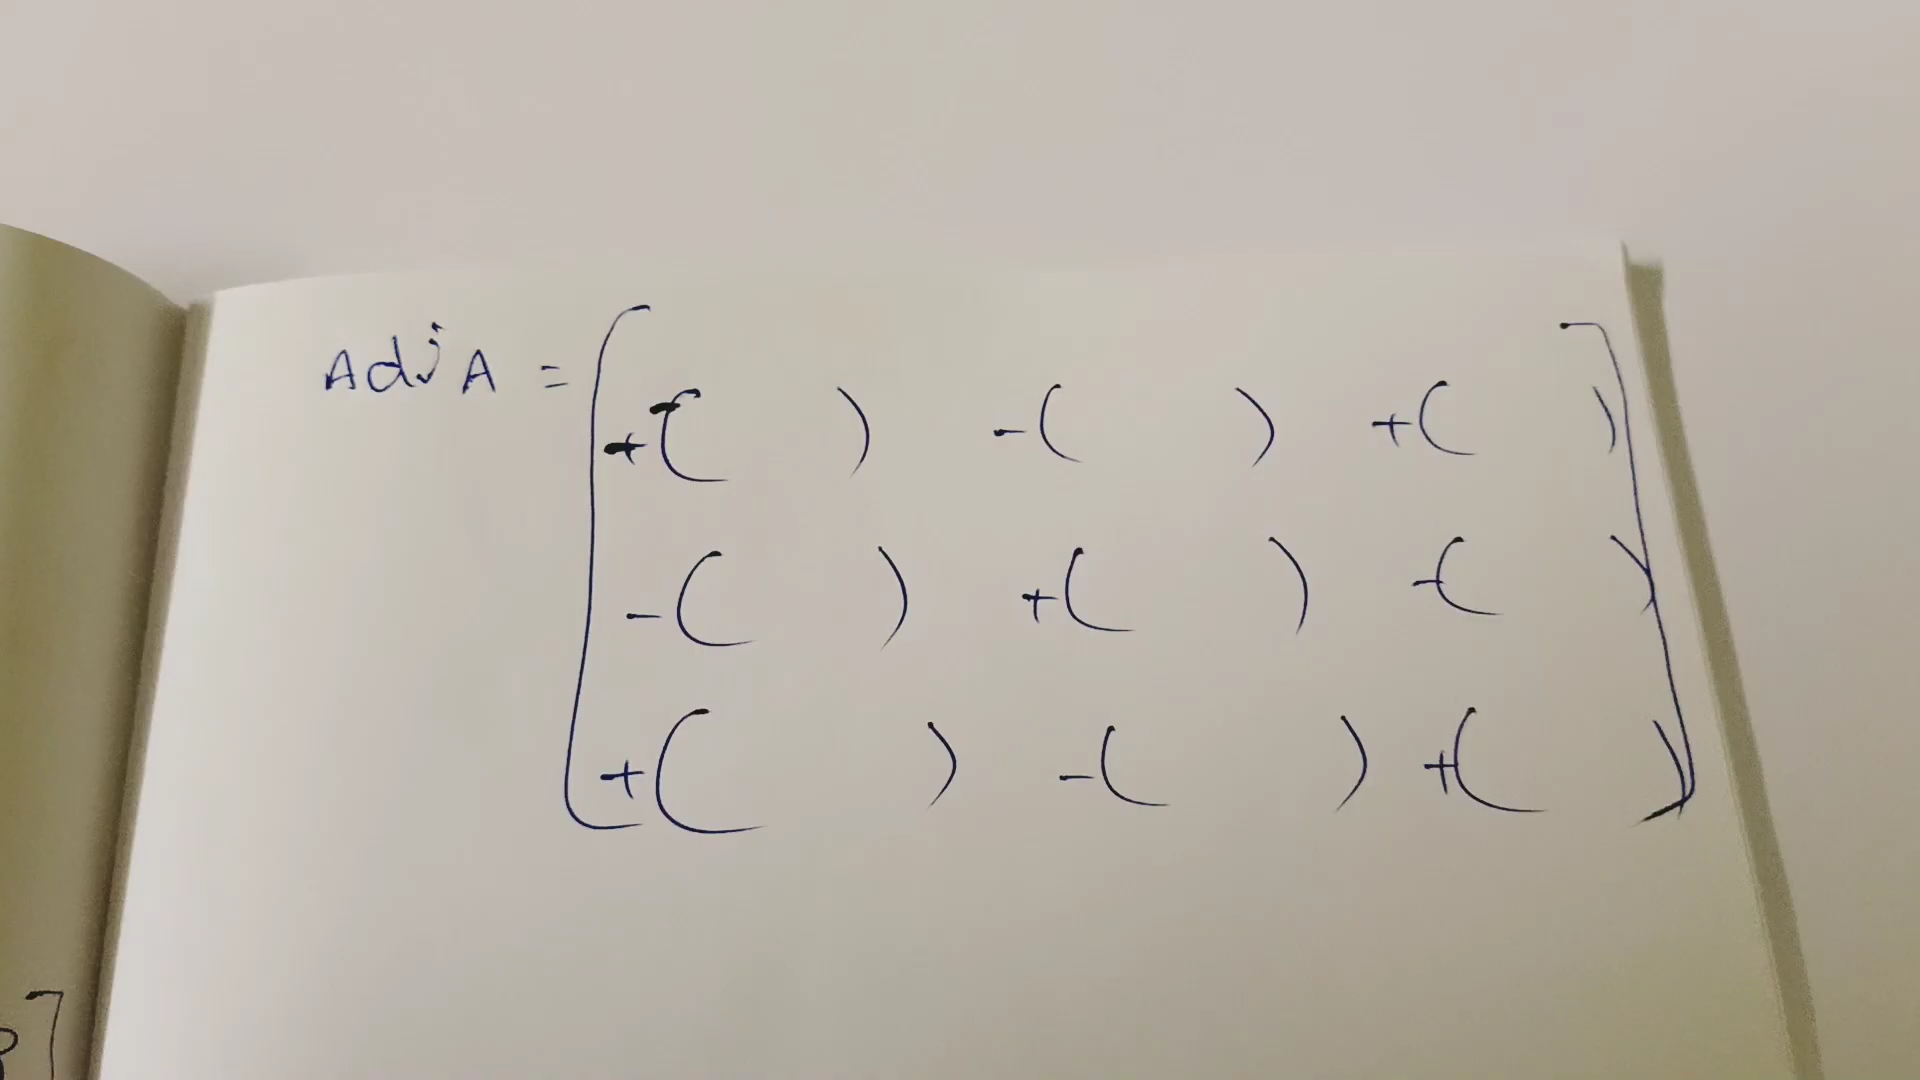 Adj A = [ +( ) -( ) +( )
-( ) +( ) -( )
+( ) -( ) +( ) ]
]